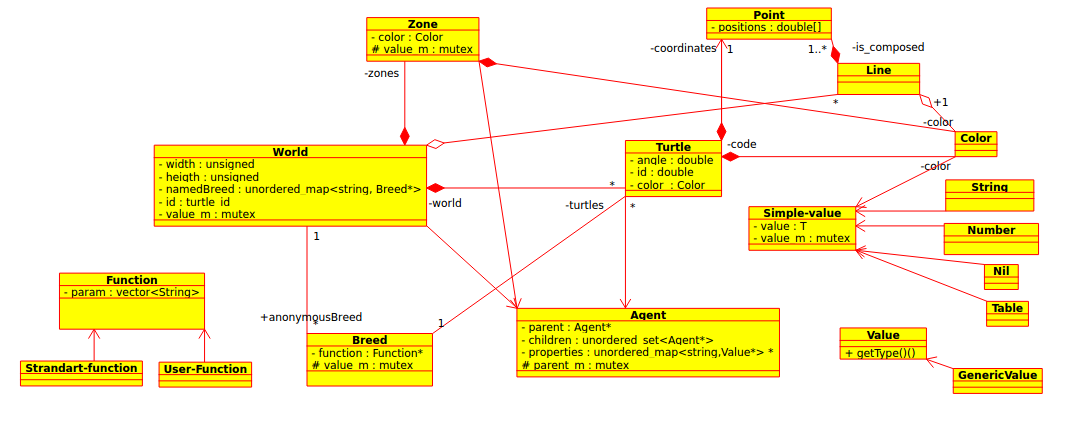 Point
- positions : double[]
Zone
- color : Color
# value_m : mutex
-coordinates
1
1..*
-is_composed
Line
-zones
*
+1
-color
Color
World
- width : unsigned
- heigth : unsigned
- namedBreed : unordered_map<string, Breed*>
- id : turtle_id
- value_m : mutex
Turtle
- angle : double
- id : double
- color : Color
-code
-color
-world
*
-turtles
*
String
Simple-value
- value : T
- value_m : mutex
Number
1
Nil
Table
Function
- param : vector<String>
+anonymousBreed
*
1
Breed
- function : Function*
# value_m : mutex
Agent
- parent : Agent*
- children : unordered_set<Agent*>
- properties : unordered_map<string,Value*> *
# parent_m : mutex
Value
+ getType()()
Strandart-function
User-Function
GenericValue